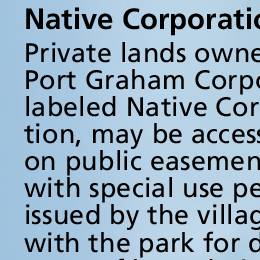 Native Corporatio
Private lands owne
Port Graham Corpo
labeled Native Cor
tion, may be access
on public easemen
with special use pe
issued by the villag
with the park for d